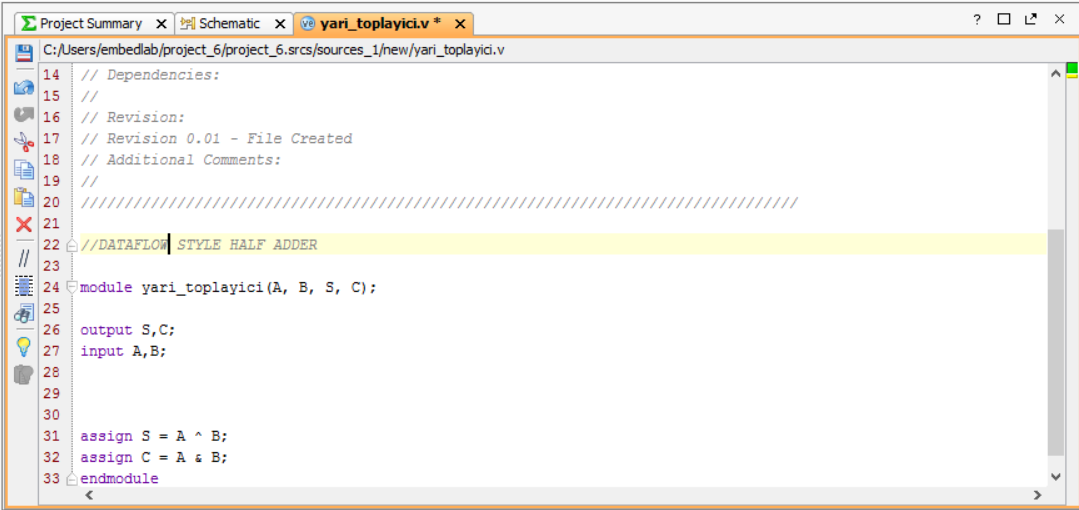 Project Summary × Schematic × yari_toplayici.v * × ?
C:/Users/embedlab/project_6/project_6.srcs/sources_1/new/yari_toplayici.v
14 // Dependencies:
15 //
16 // Revision:
17 // Revision 0.01 - File Created
18 // Additional Comments:
19 //
20 //////////////////////////////////////////////////////////////////////////////////
21
22 //DATAFLOW STYLE HALF ADDER
23
24 module yari_toplayici(A, B, S, C);
25
26 output S,C;
27 input A,B;
28
29
30
31 assign S = A ^ B;
32 assign C = A & B;
33 endmodule